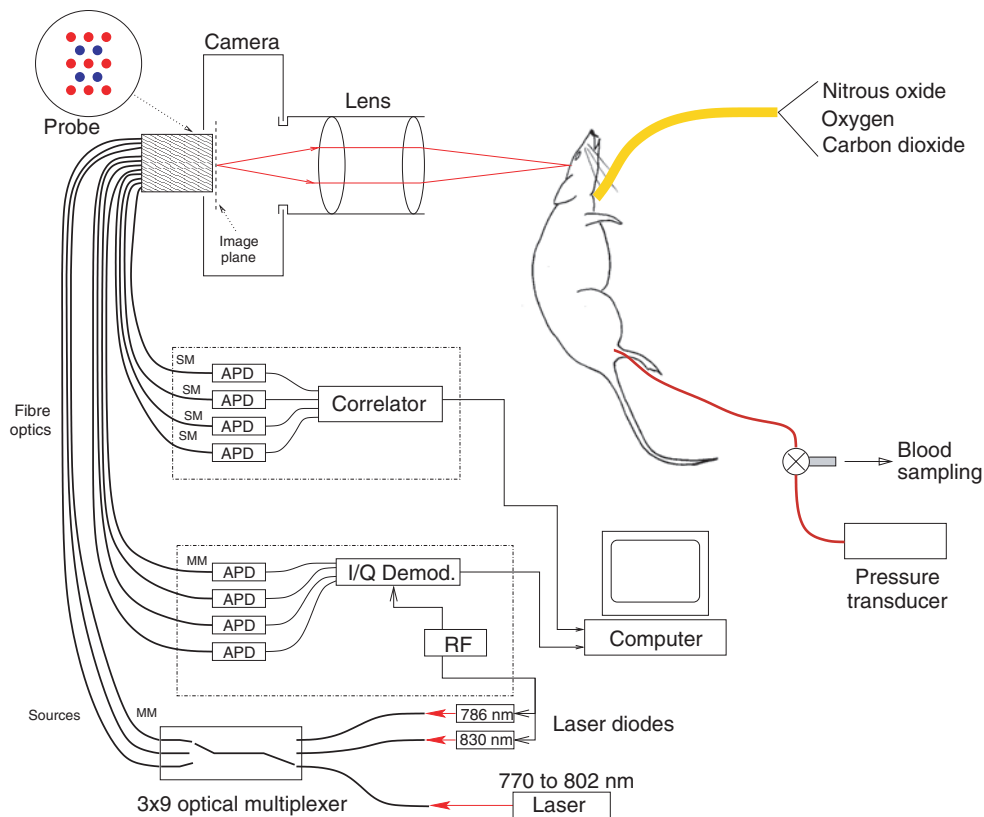 Camera
Lens
Probe
Nitrous oxide
Oxygen
Carbon dioxide
Image
plane
SM
APD
SM
APD
SM
APD
SM
APD
Correlator
Fibre
optics
Blood
sampling
Pressure
transducer
MM
APD
APD
APD
APD
I/Q Demod.
RF
Computer
Sources
MM
786 nm
830 nm
Laser diodes
3x9 optical multiplexer
770 to 802 nm
Laser